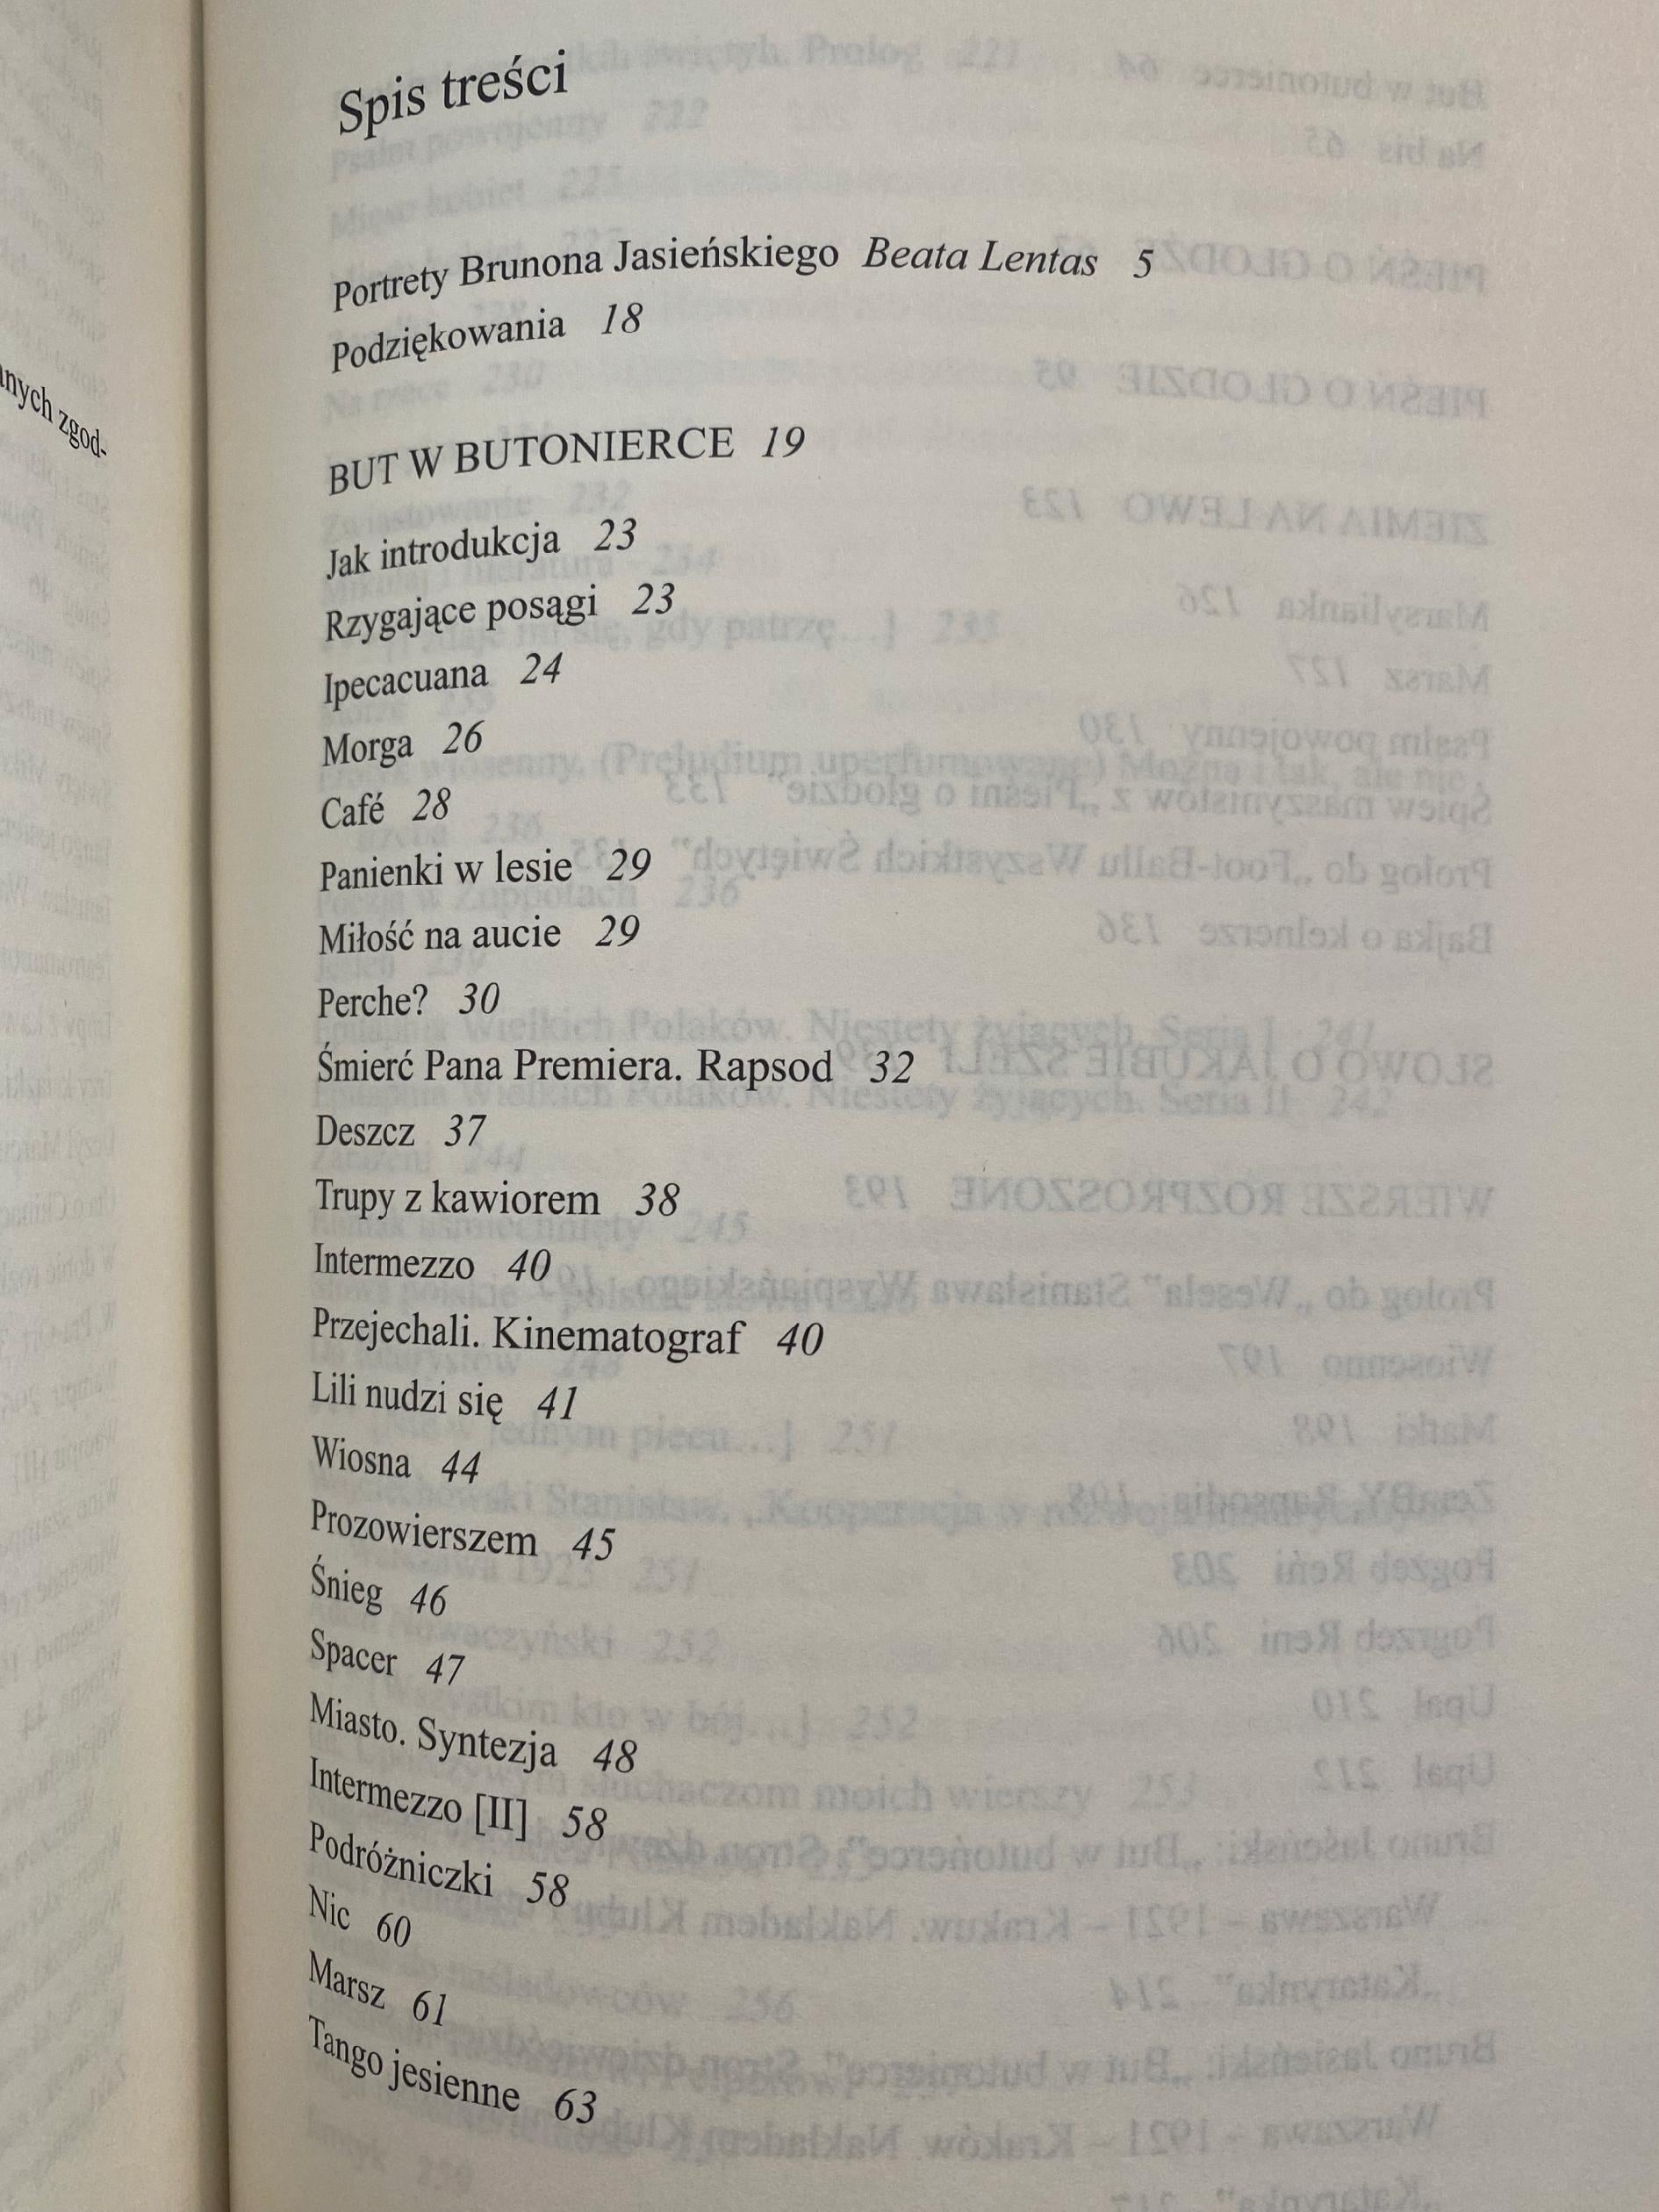 nych zgod-
Spis treści
Portrety Brunona Jasieńskiego Beata Lentas 5
Podziękowania 18
BUT W BUTONIERCE 19
Jak introdukcja 23
Rzygające posągi 23
Ipecacuana 24
Morga 26
Café 28
Panienki w lesie 29
Miłość na aucie 29
Perche? 30
Śmierć Pana Premiera. Rapsod 32
Deszcz 37
Trupy z kawiorem 38
Intermezzo 40
Przejechali. Kinematograf 40
Lili nudzi się 41
Wiosna 44
Prozowierszem 45
Śnieg 46
Spacer 47
Miasto. Syntezja 48
Intermezzo [II] 58
Podróżniczki 58
Nic 60
Marsz 61
Tango jesienne 63